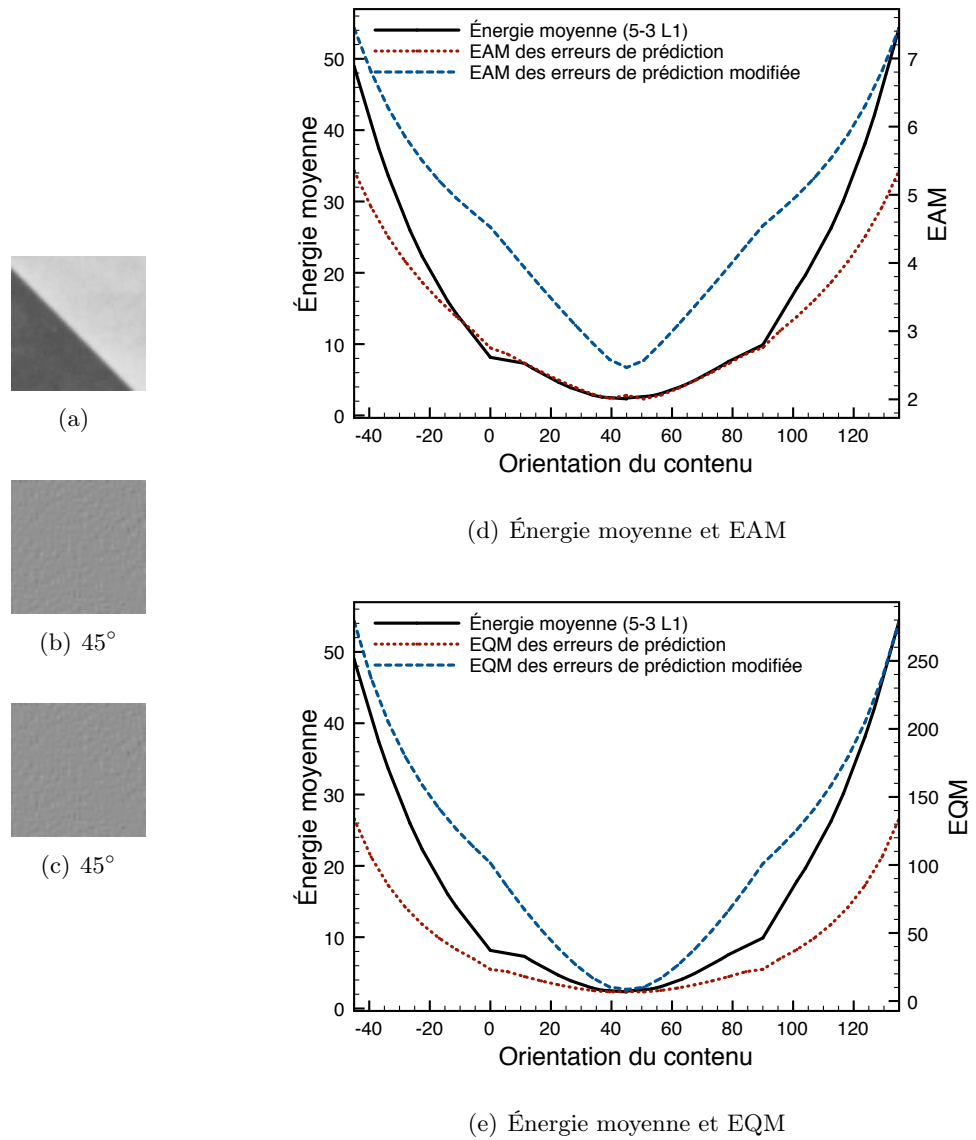 Énergie moyenne (5-3 L1)
EAM des erreurs de prédiction
EAM des erreurs de prédiction modifiée
50
40
30
20
10
0
Énergie moyenne
7
6
5
4
3
2
EAM
-40 -20 0 20 40 60 80 100 120
Orientation du contenu
(d) Énergie moyenne et EAM
(a)
(b) 45°
(c) 45°
Énergie moyenne (5-3 L1)
EQM des erreurs de prédiction
EQM des erreurs de prédiction modifiée
50
40
30
20
10
0
Énergie moyenne
250
200
150
100
50
0
EQM
-40 -20 0 20 40 60 80 100 120
Orientation du contenu
(e) Énergie moyenne et EQM